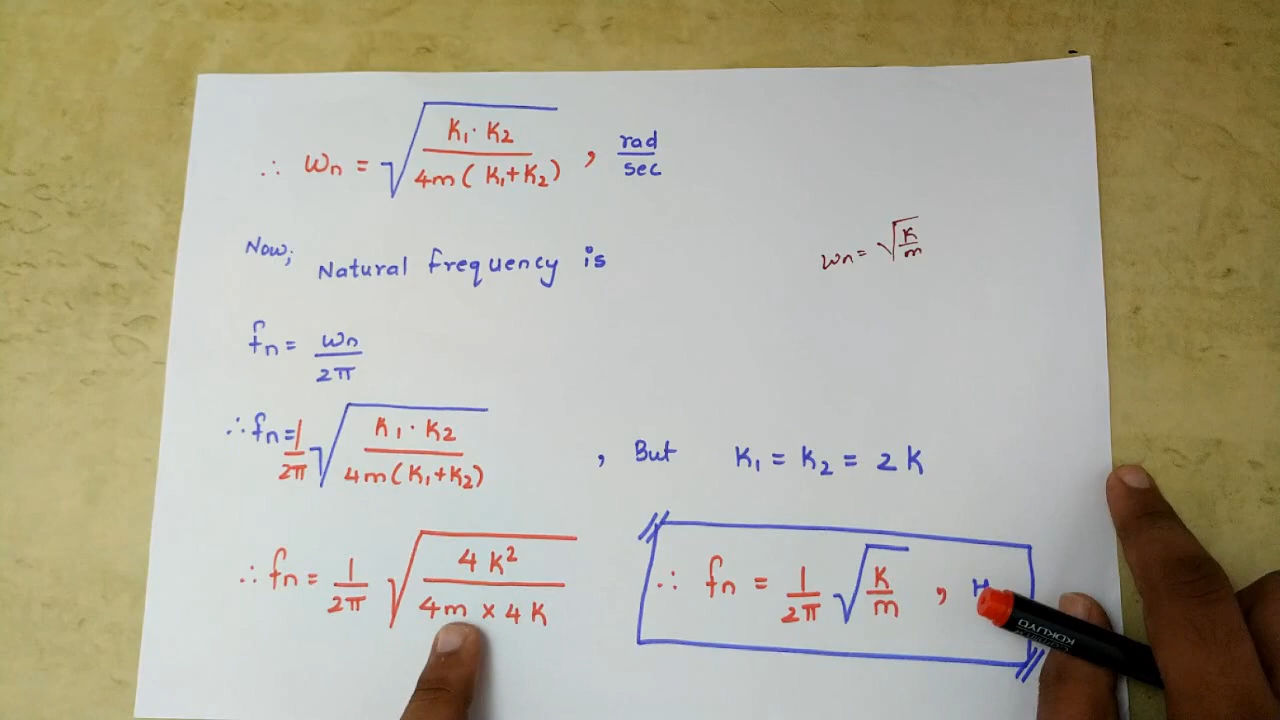 ∴ ωn = √(K₁·K₂ / 4m(K₁+K₂)) , rad/sec
Now; Natural frequency is
ωn = √(K/m)
fn = ωn/2π
∴ fn = 1/2π √(K₁·K₂ / 4m(K₁+K₂)) , But K₁ = K₂ = 2K
∴ fn = 1/2π √(4K² / 4m × 4K)
∴ fn = 1/2π √(K/m) ,
KOKUYO